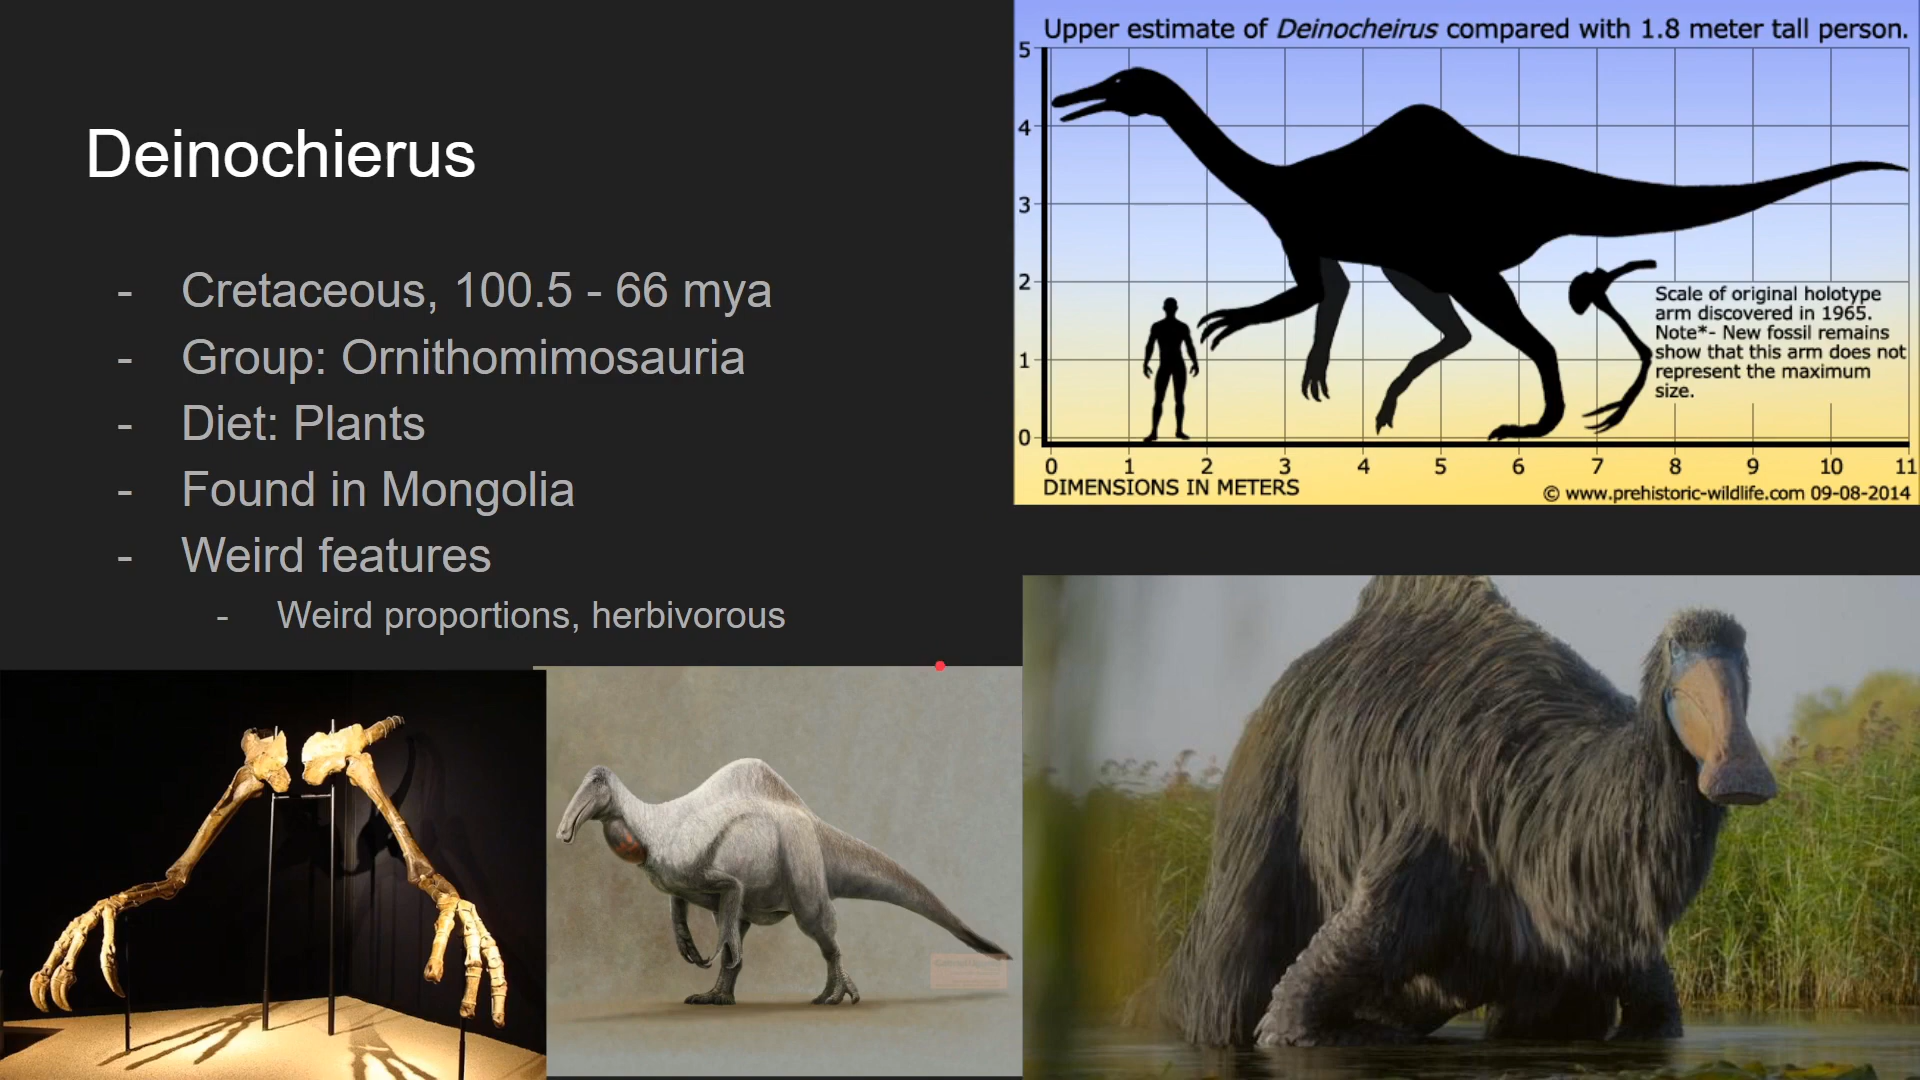 Deinochierus
- Cretaceous, 100.5 - 66 mya
- Group: Ornithomimosauria
- Diet: Plants
- Found in Mongolia
- Weird features
- Weird proportions, herbivorous
Upper estimate of Deinocheirus compared with 1.8 meter tall person.
5
4
3
2
1
0
Scale of original holotype
arm discovered in 1965.
Note*- New fossil remains
show that this arm does not
represent the maximum
size.
0 1 2 3 4 5 6 7 8 9 10 11
DIMENSIONS IN METERS
© www.prehistoric-wildlife.com 09-08-2014